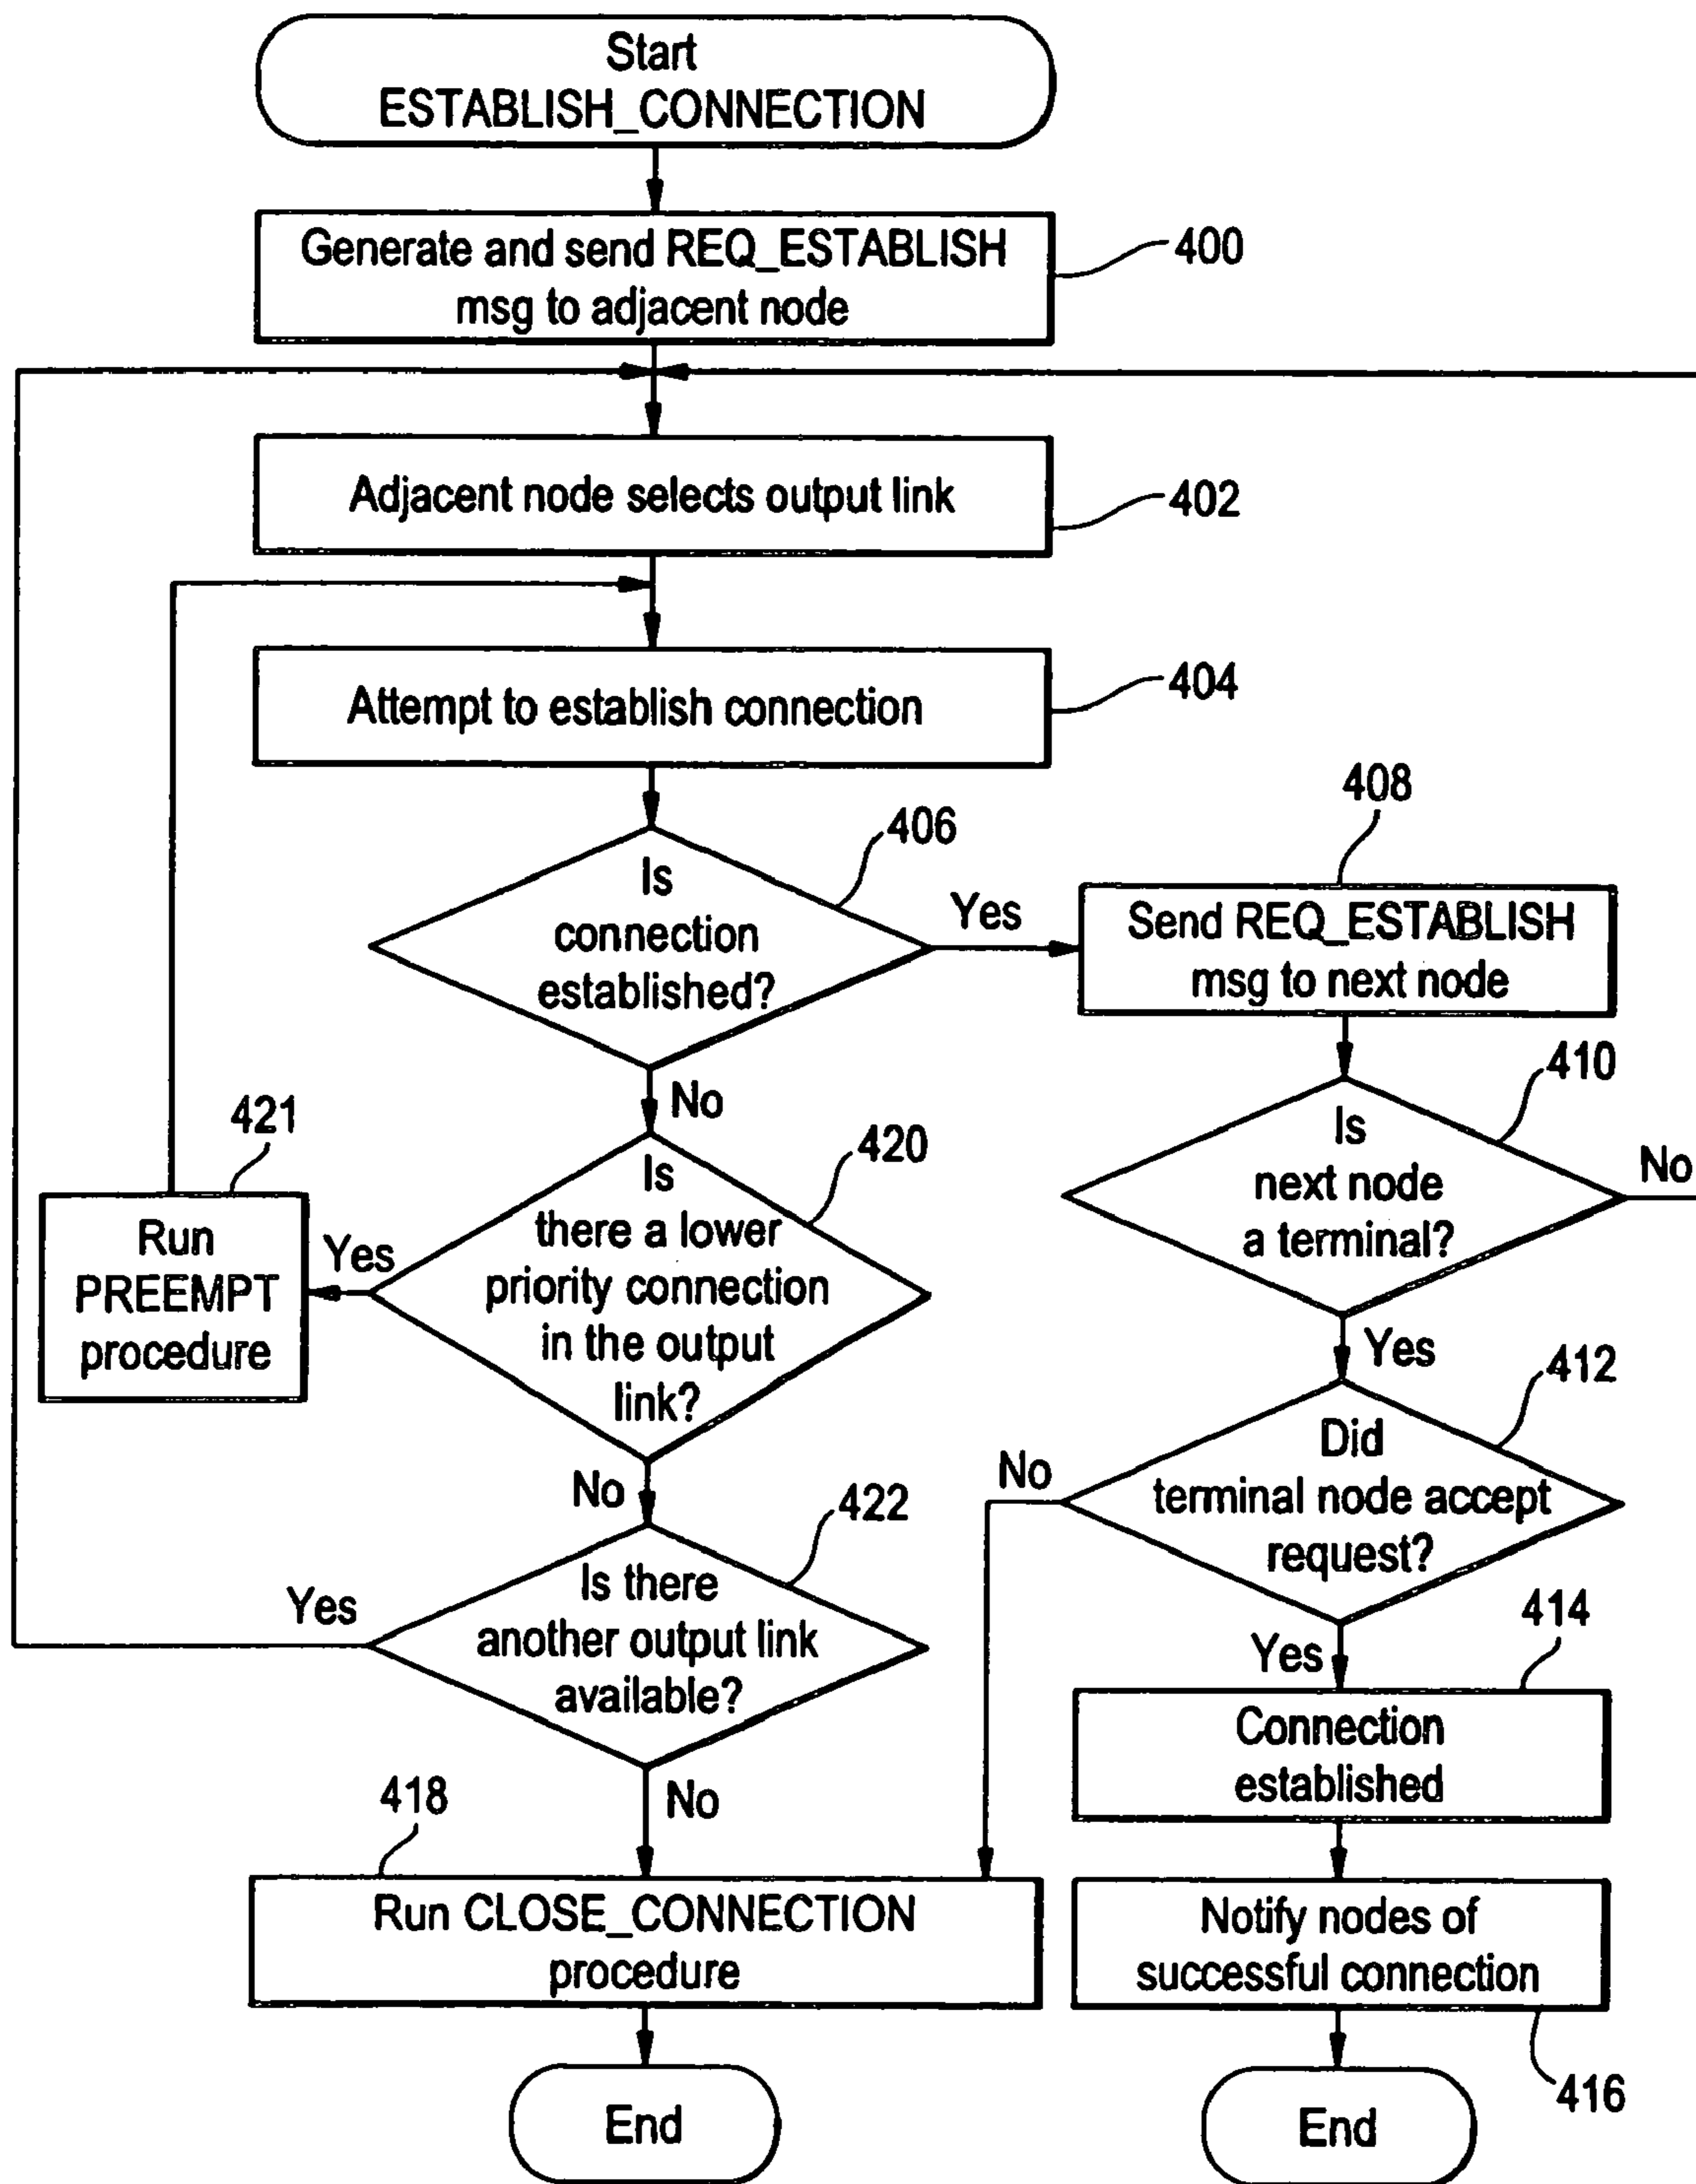 Start
ESTABLISH_CONNECTION
Generate and send REQ_ESTABLISH
msg to adjacent node
400
Adjacent node selects output link
402
Attempt to establish connection
404
Is
connection
established?
406
Yes
No
408
Send REQ_ESTABLISH
msg to next node
Is
next node
a terminal?
410
No
Yes
421
Run
PREEMPT
procedure
Yes
Is
there a lower
priority connection
in the output
link?
420
No
Did
terminal node accept
request?
412
No
Yes
Is there
another output link
available?
422
Yes
No
414
Connection
established
418
Run CLOSE_CONNECTION
procedure
Notify nodes of
successful connection
416
End
End